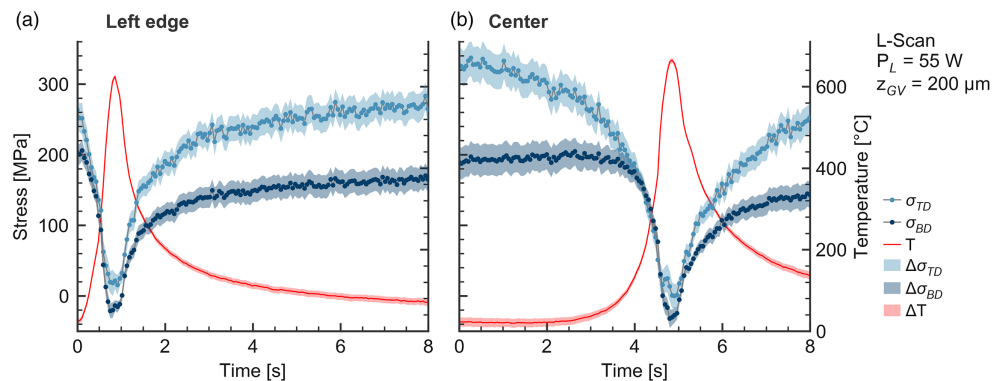 (a) Left edge
(b) Center
L-Scan
P_L = 55 W
z_GV = 200 µm
Stress [MPa]
300
200
100
0
0 2 4 6 8
Time [s]
0 2 4 6 8
Time [s]
Temperature [°C]
600
400
200
0
σ_TD
σ_BD
T
Δσ_TD
Δσ_BD
ΔT